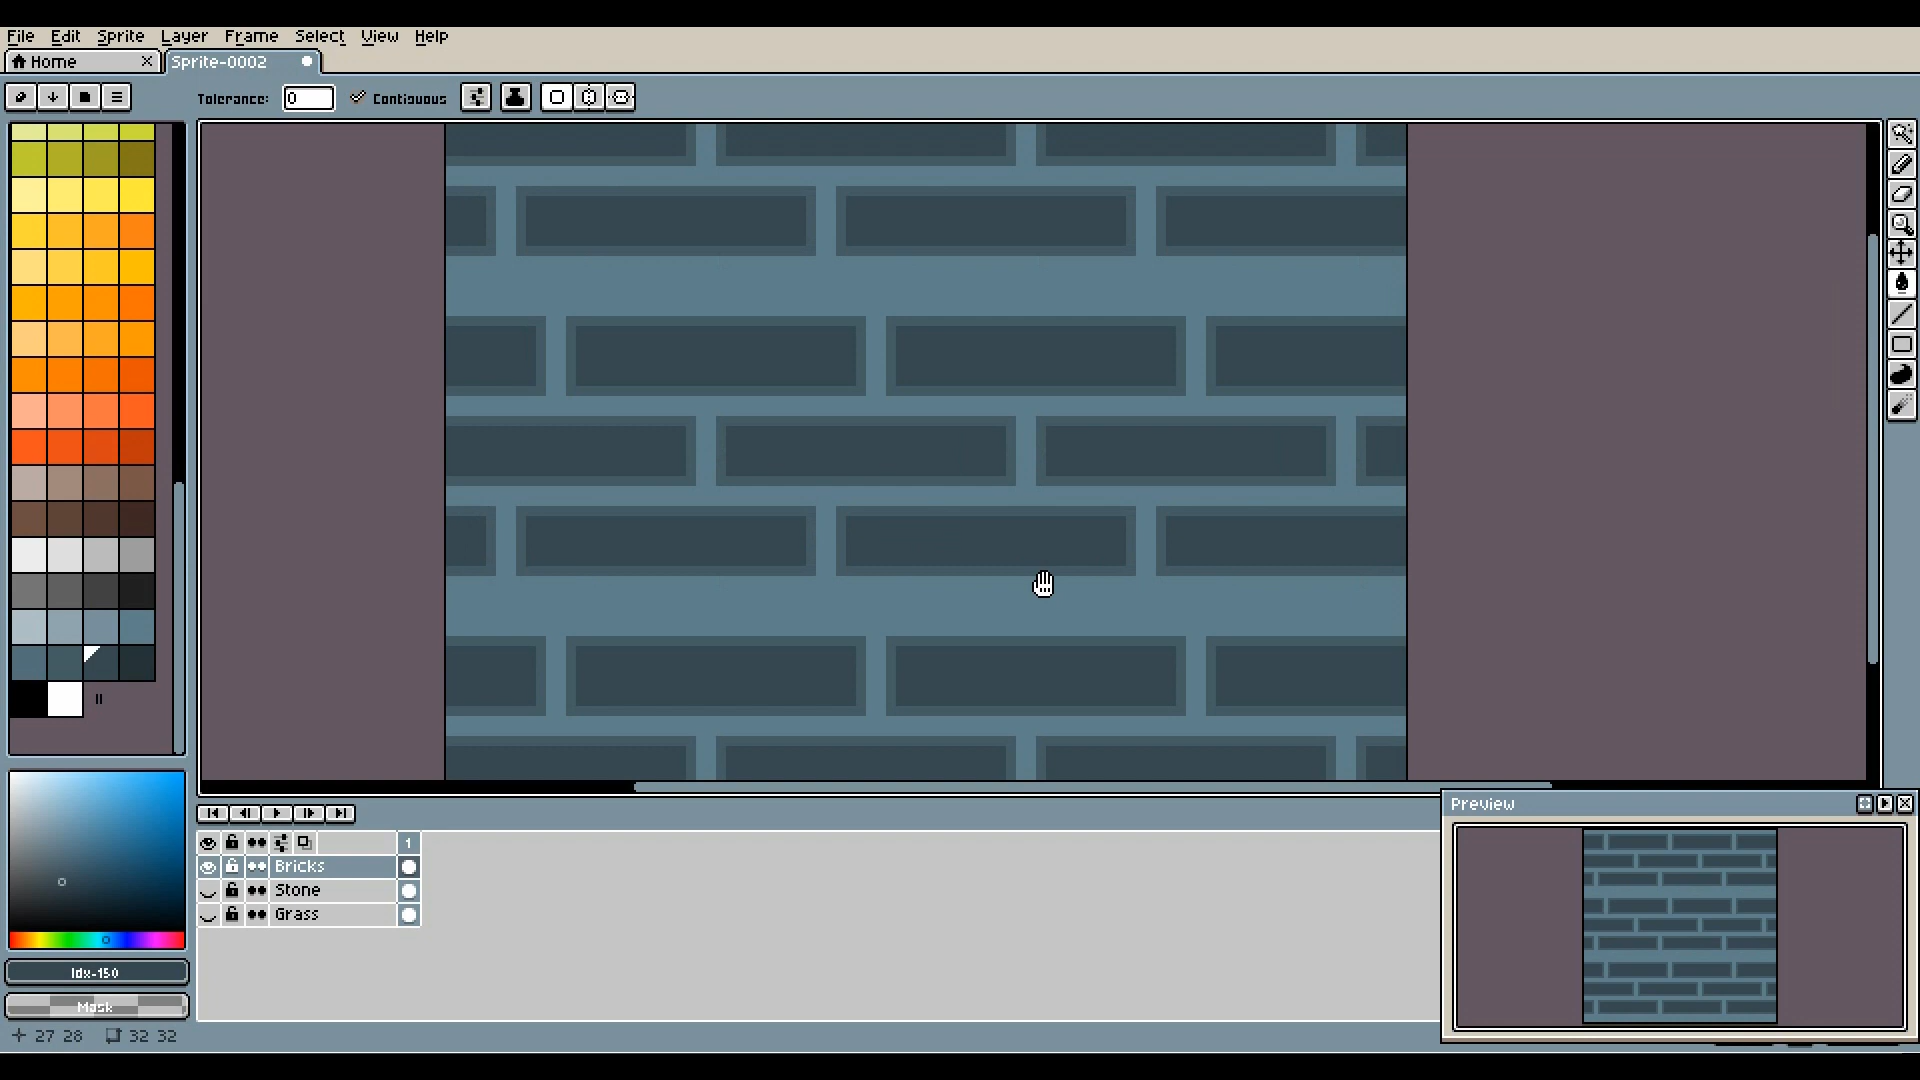 File Edit Sprite Layer Frame Select View Help
Home Sprite-0002
Tolerance: 0 Contiguous
1
Bricks
Stone
Grass
Preview
Idx-150
Mask
27 28 32 32